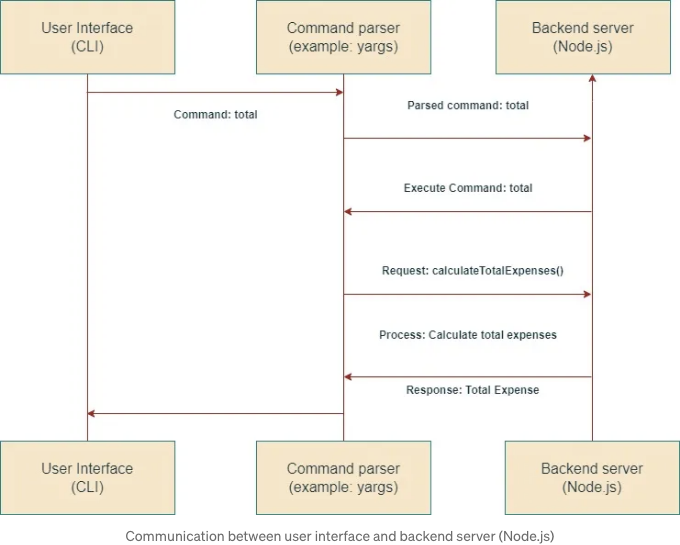 User Interface
(CLI)
Command parser
(example: yargs)
Backend server
(Node.js)
Command: total
Parsed command: total
Execute Command: total
Request: calculateTotalExpenses()
Process: Calculate total expenses
Response: Total Expense
User Interface
(CLI)
Command parser
(example: yargs)
Backend server
(Node.js)
Communication between user interface and backend server (Node.js)